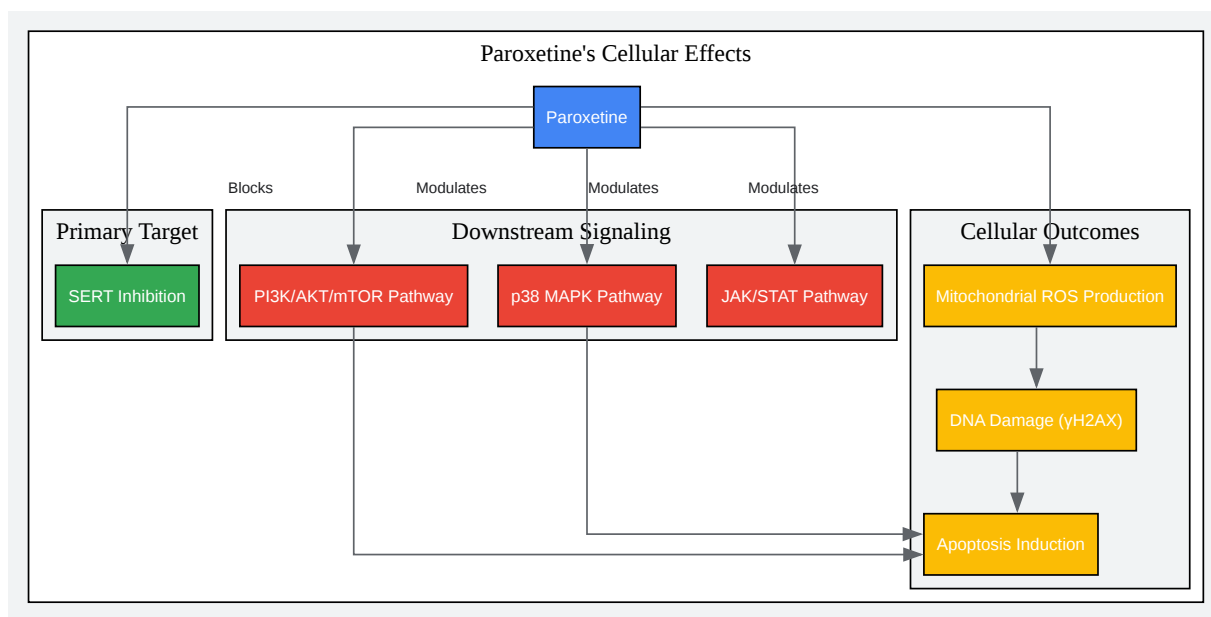 Paroxetine's Cellular Effects
Paroxetine
Blocks
Modulates
Modulates
Modulates
Primary Target
Downstream Signaling
Cellular Outcomes
SERT Inhibition
PI3K/AKT/mTOR Pathway
p38 MAPK Pathway
JAK/STAT Pathway
Mitochondrial ROS Production
DNA Damage (γH2AX)
Apoptosis Induction